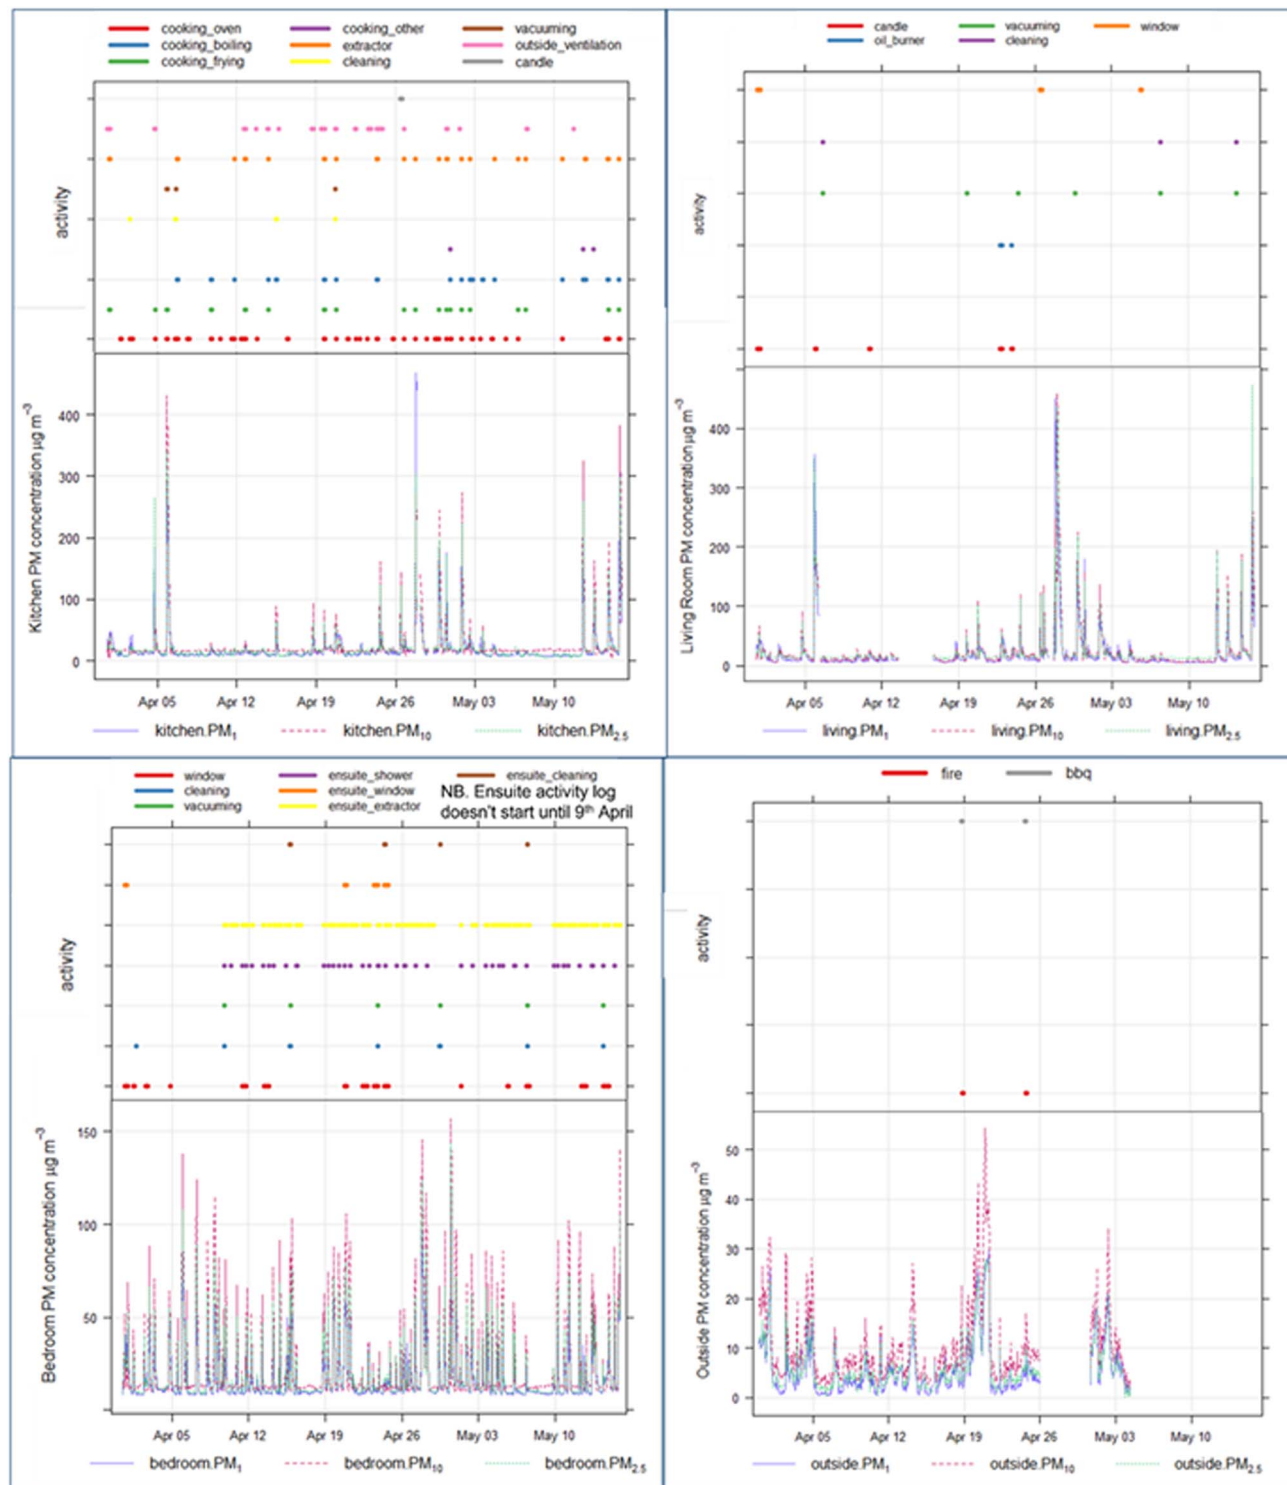 cooking_oven cooking_other vacuuming
cooking_boiling extractor outside_ventilation
cooking_frying cleaning candle
activity
Kitchen PM concentration µg m⁻³
400
300
200
100
0
Apr 05 Apr 12 Apr 19 Apr 26 May 03 May 10
kitchen.PM₁ kitchen.PM₁₀ kitchen.PM₂.₅
candle vacuuming window
oil_burner cleaning
activity
Living Room PM concentration µg m⁻³
400
300
200
100
0
Apr 05 Apr 12 Apr 19 Apr 26 May 03 May 10
living.PM₁ living.PM₁₀ living.PM₂.₅
window ensuite_shower ensuite_cleaning
cleaning ensuite_window
vacuuming ensuite_extractor
NB. Ensuite activity log
doesn't start until 9ᵗʰ April
activity
Bedroom PM concentration µg m⁻³
150
100
50
Apr 05 Apr 12 Apr 19 Apr 26 May 03 May 10
bedroom.PM₁ bedroom.PM₁₀ bedroom.PM₂.₅
fire bbq
activity
Outside PM concentration µg m⁻³
50
40
30
20
10
0
Apr 05 Apr 12 Apr 19 Apr 26 May 03 May 10
outside.PM₁ outside.PM₁₀ outside.PM₂.₅